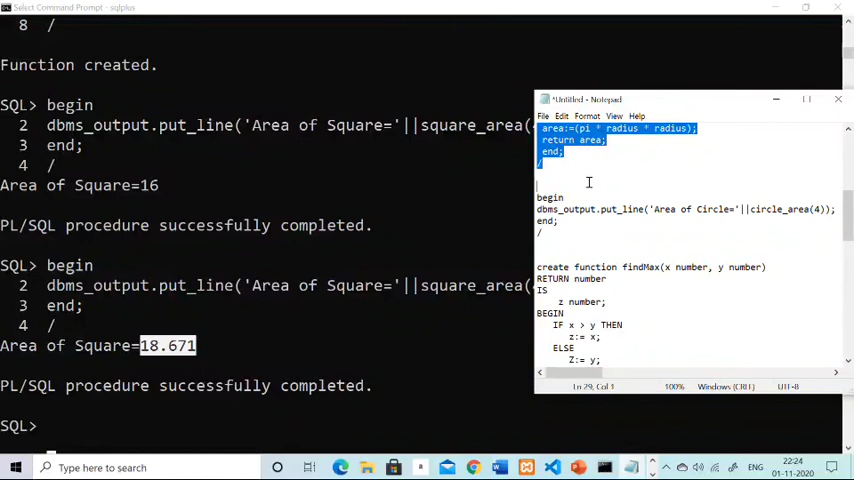 Select Command Prompt - sqlplus
8 /
Function created.
SQL> begin
2 dbms_output.put_line('Area of Square='||square_area(
3 end;
4 /
Area of Square=16
PL/SQL procedure successfully completed.
SQL> begin
2 dbms_output.put_line('Area of Square='||square_area(
3 end;
4 /
Area of Square=18.671
PL/SQL procedure successfully completed.
SQL>
*Untitled - Notepad
File Edit Format View Help
area:=(pi * radius * radius);
return area;
end;
/
begin
dbms_output.put_line('Area of Circle='||circle_area(4));
end;
/
create function findMax(x number, y number)
RETURN number
IS
z number;
BEGIN
IF x > y THEN
z:= x;
ELSE
Z:= y;
Ln 29, Col 1 100% Windows (CRLF) UTF-8
Type here to search
ENG
22:24
01-11-2020